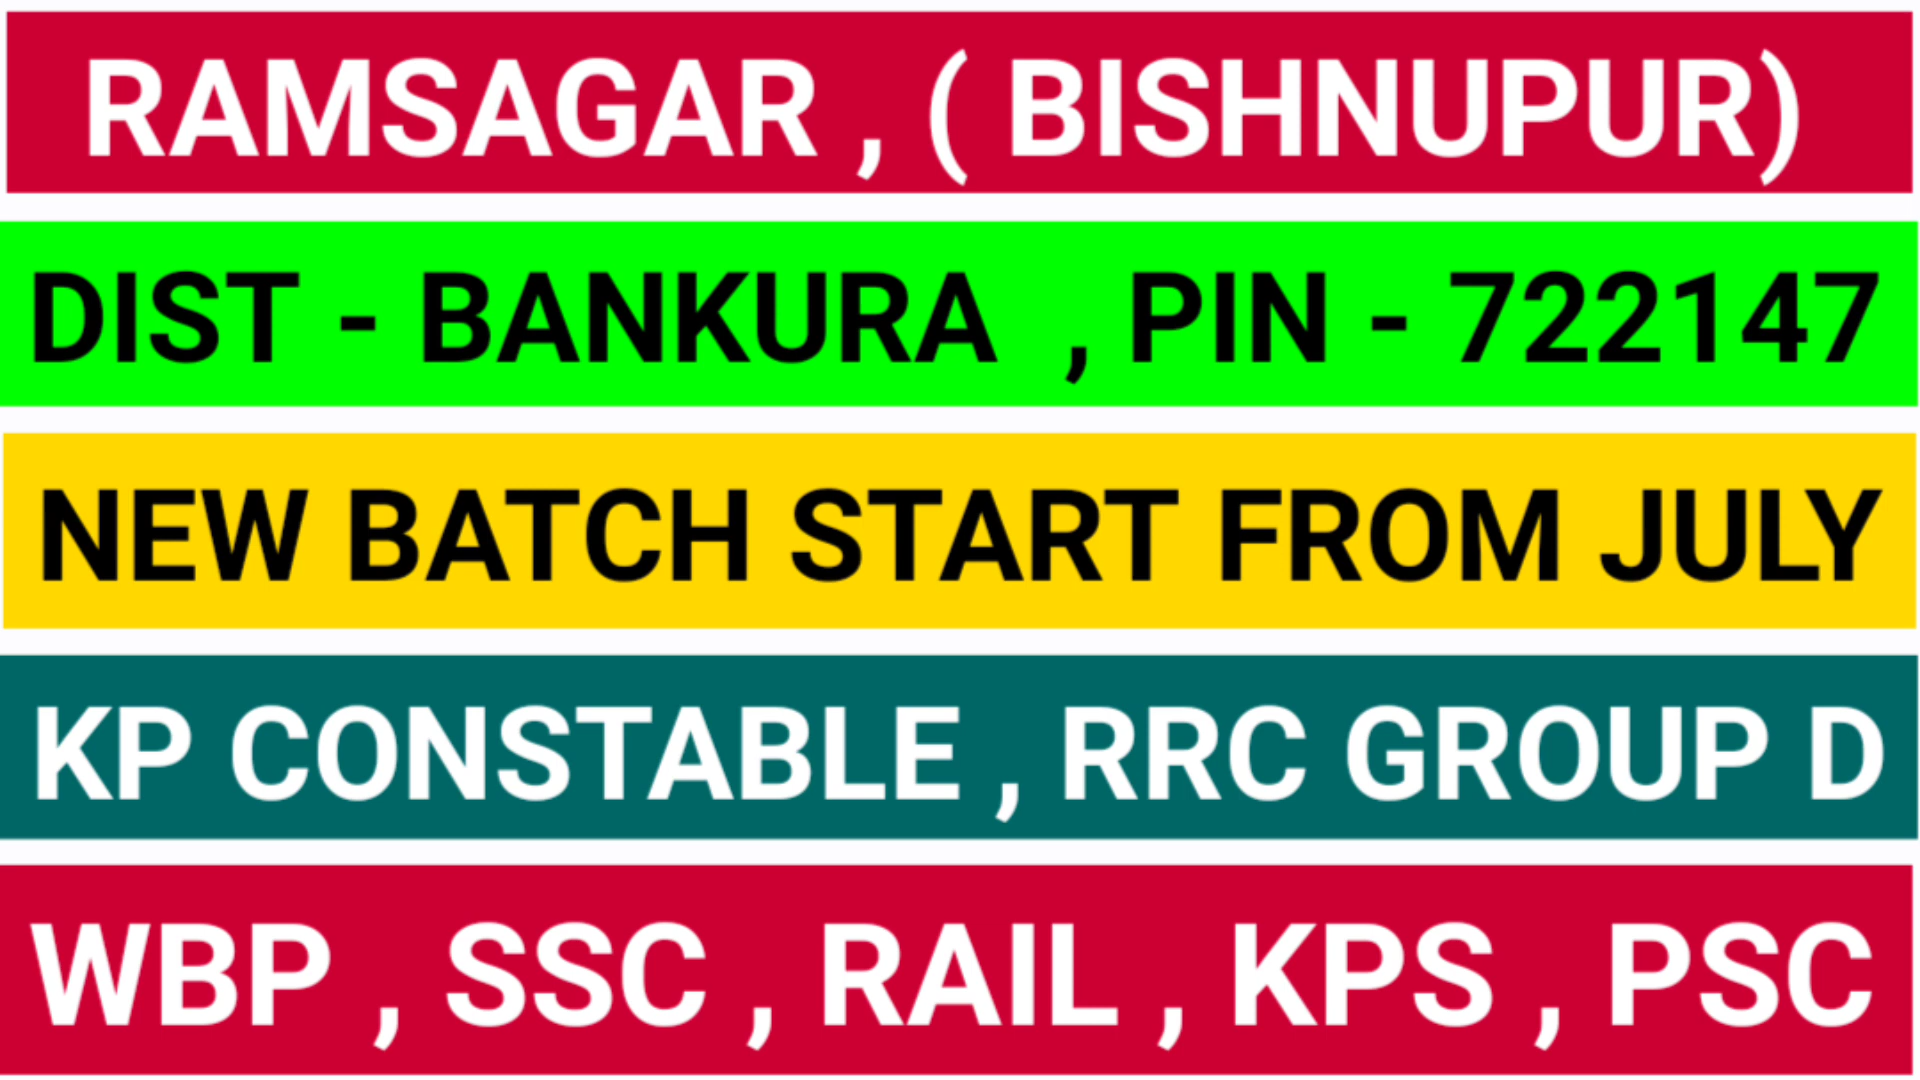 RAMSAGAR , ( BISHNUPUR)
DIST - BANKURA , PIN - 722147
NEW BATCH START FROM JULY
KP CONSTABLE , RRC GROUP D
WBP , SSC , RAIL , KPS , PSC